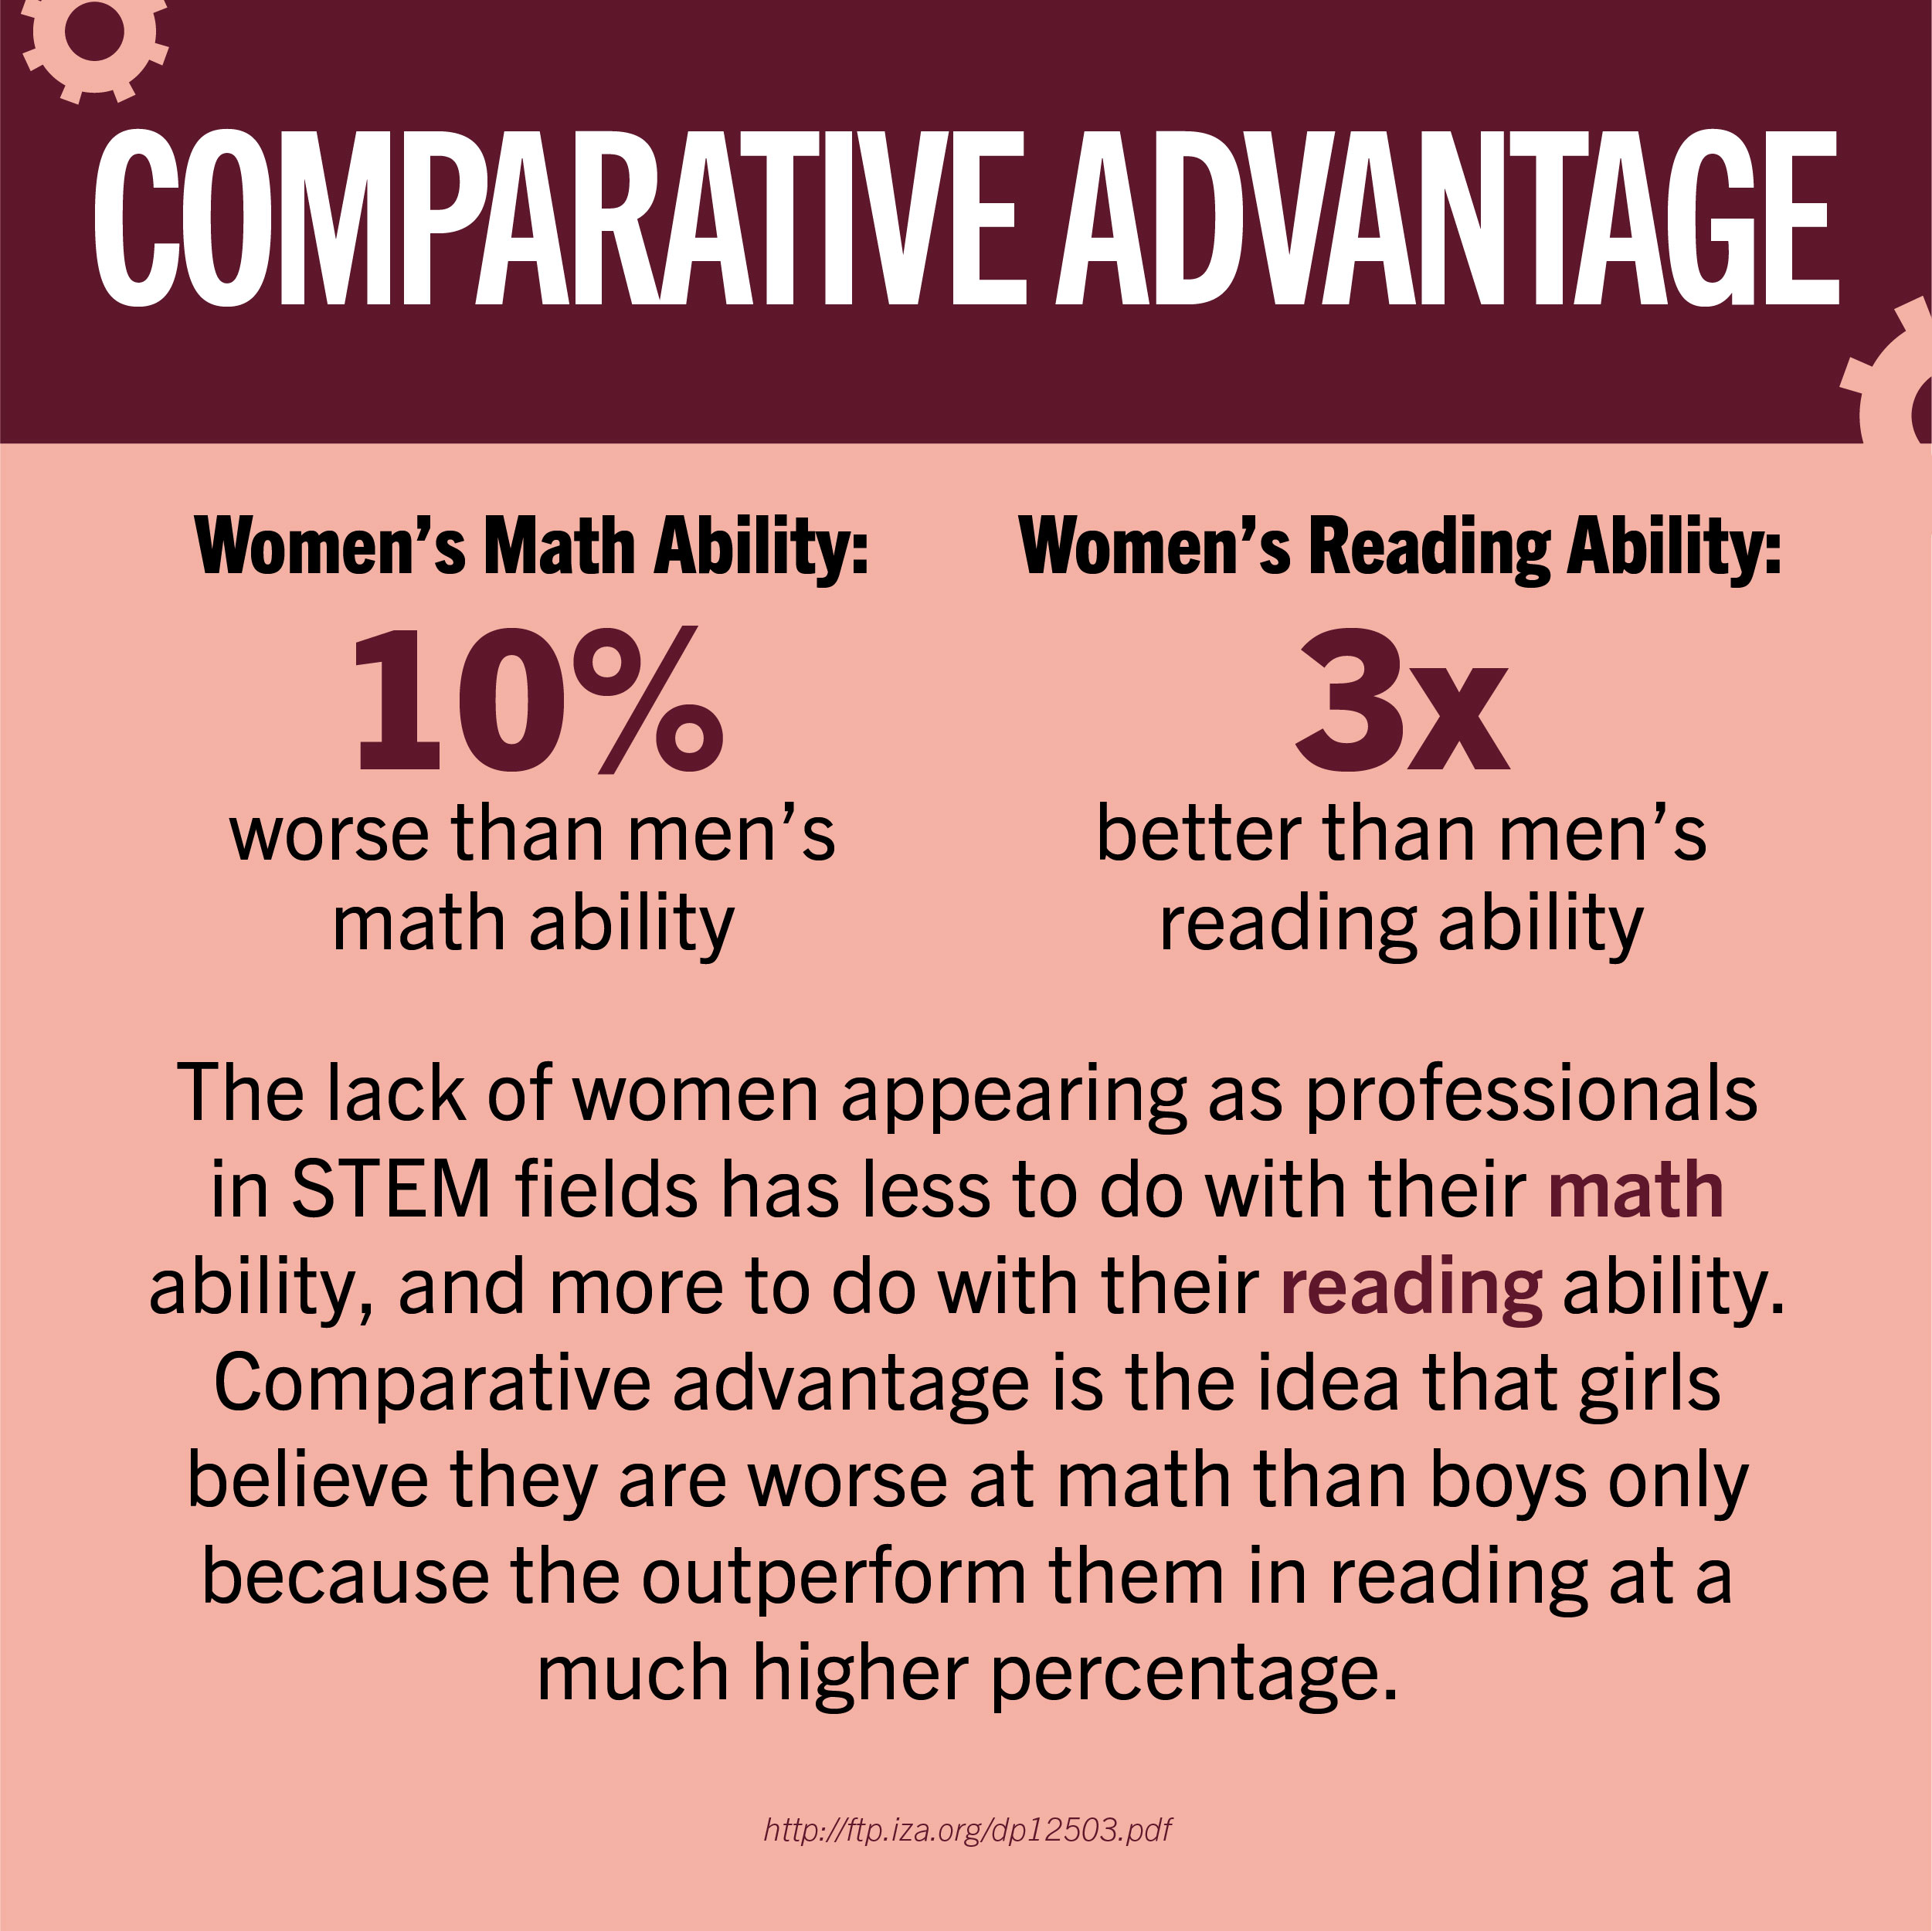 COMPARATIVE ADVANTAGE
Women's Math Ability:
10%
worse than men's
math ability
Women's Reading Ability:
3x
better than men's
reading ability
The lack of women appearing as professionals
in STEM fields has less to do with their math
ability, and more to do with their reading ability.
Comparative advantage is the idea that girls
believe they are worse at math than boys only
because the outperform them in reading at a
much higher percentage.
http://ftp.iza.org/dp12503.pdf